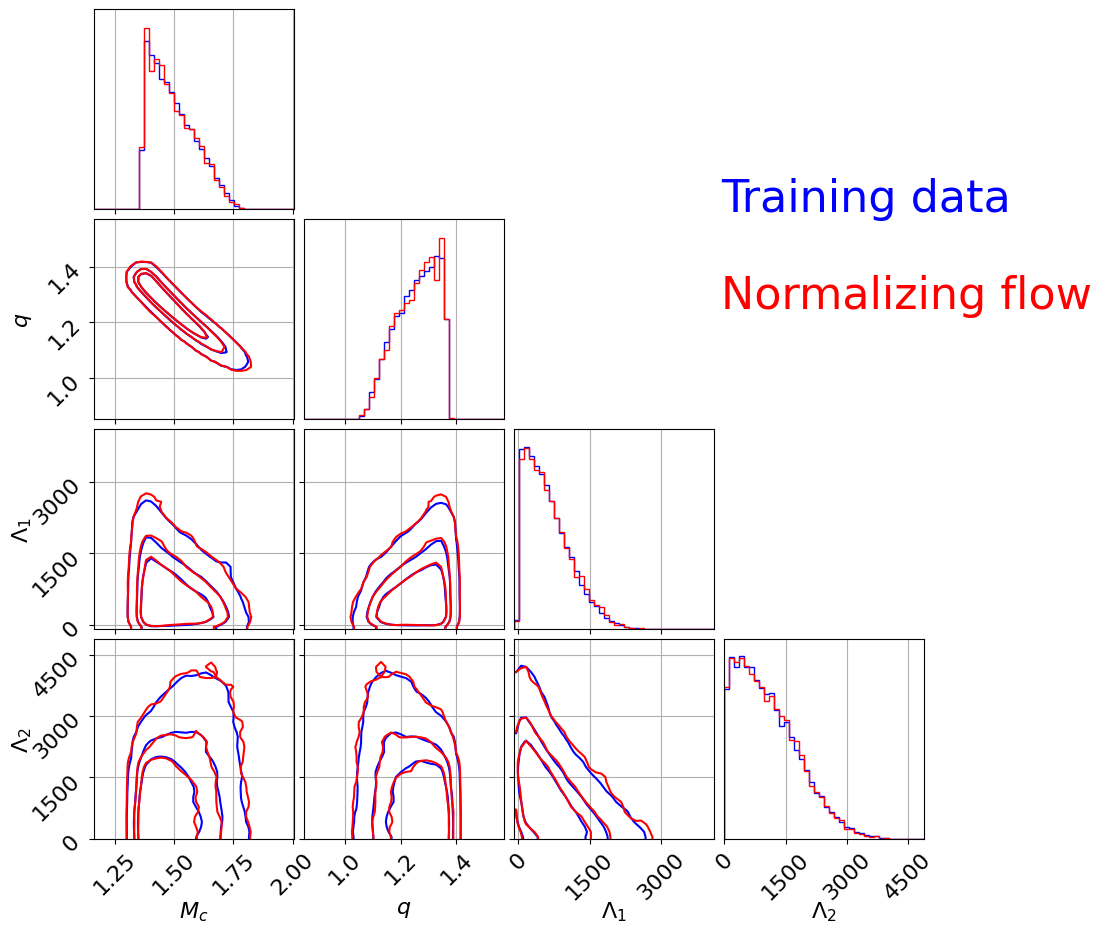 Training data
Normalizing flow
q
1.4
1.2
1.0
Λ₁
3000
1500
0
Λ₂
4500
3000
1500
0
1.25 1.50 1.75 2.00
1.0 1.2 1.4
0 1500 3000
0 1500 3000 4500
M_c
q
Λ₁
Λ₂